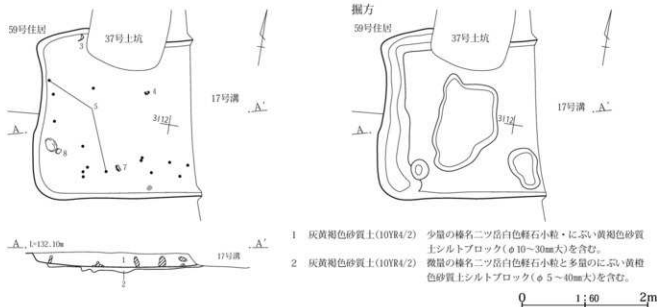 掘方
59号住居
37号土坑
3
4
5
17号溝
3J12
A
A'
8
7
59号住居
37号土坑
3J12
17号溝
A
A'
A
L=132.10m
1
2
17号溝
A'
1 灰黄褐色砂質土(10YR4/2) 少量の榛名二ツ岳白色軽石小粒・にぶい黄褐色砂質
土シルトブロック(φ10～30mm大)を含む。
2 灰黄褐色砂質土(10YR4/2) 微量の榛名二ツ岳白色軽石小粒と多量のにぶい黄橙
色砂質土シルトブロック(φ5～40mm大)を含む。
0 1:60 2m